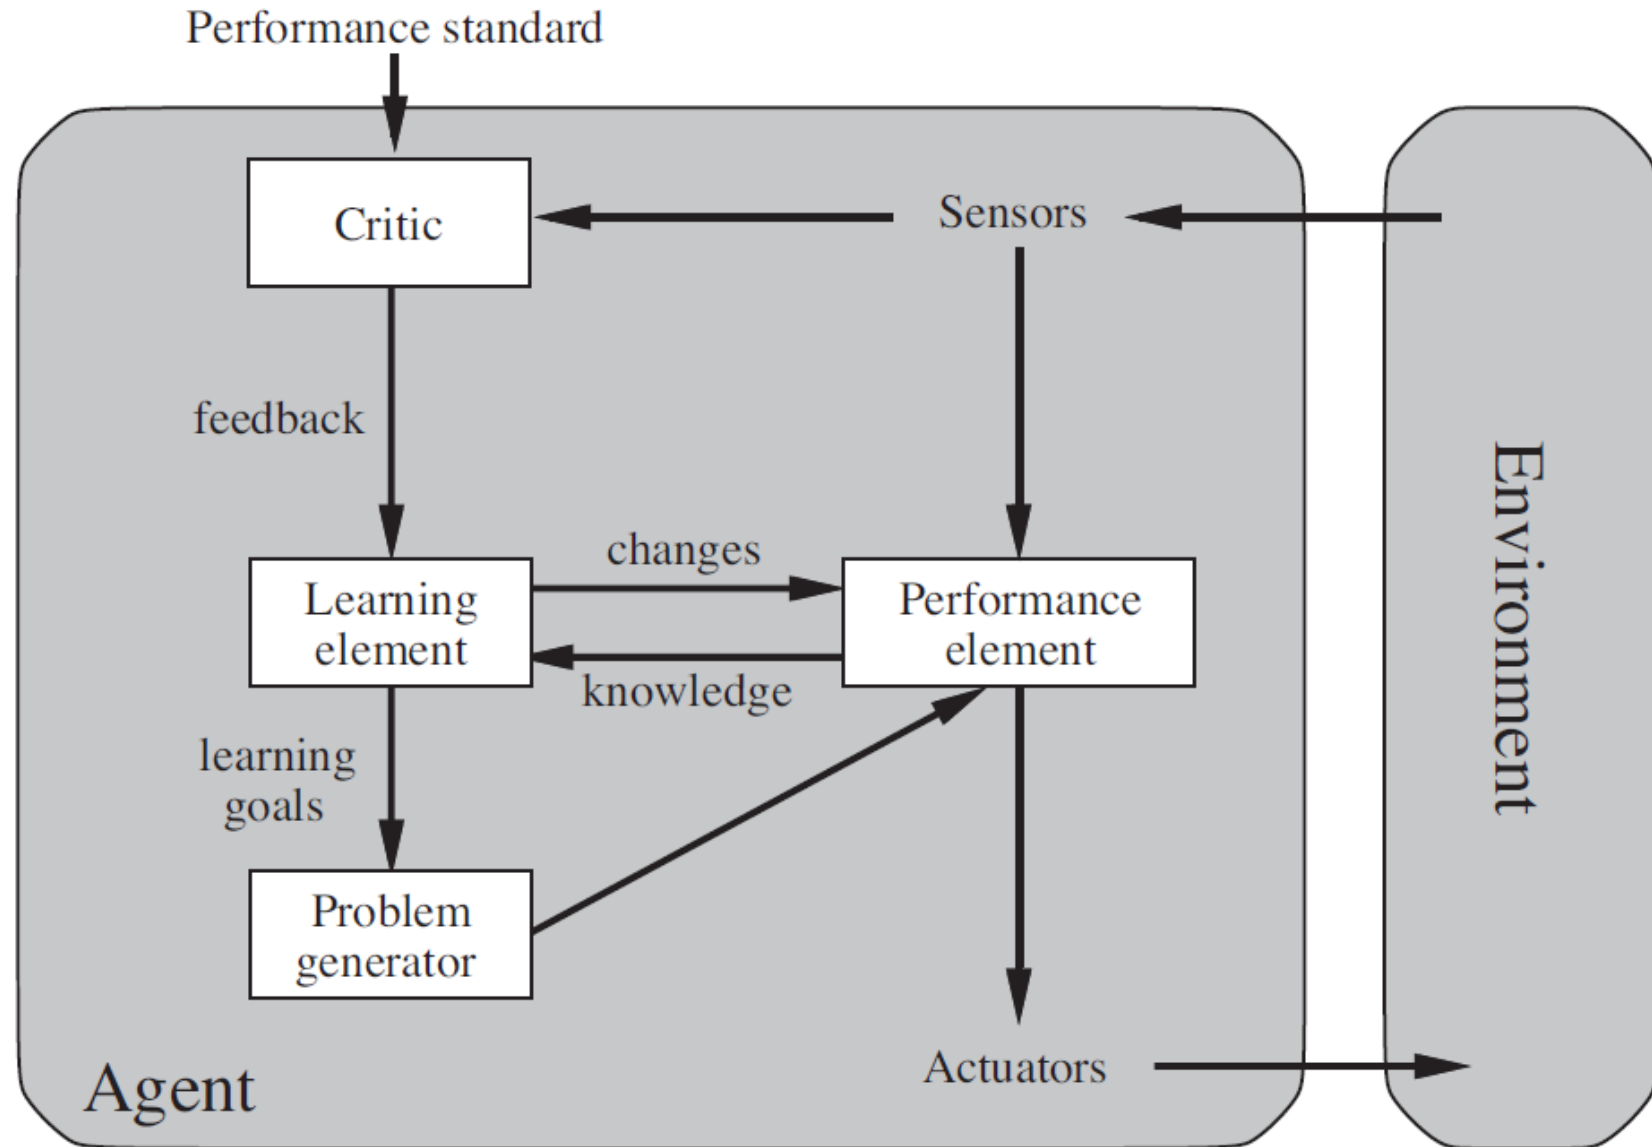 Performance standard
Critic
Sensors
feedback
changes
Learning
element
Performance
element
knowledge
learning
goals
Problem
generator
Actuators
Agent
Environment